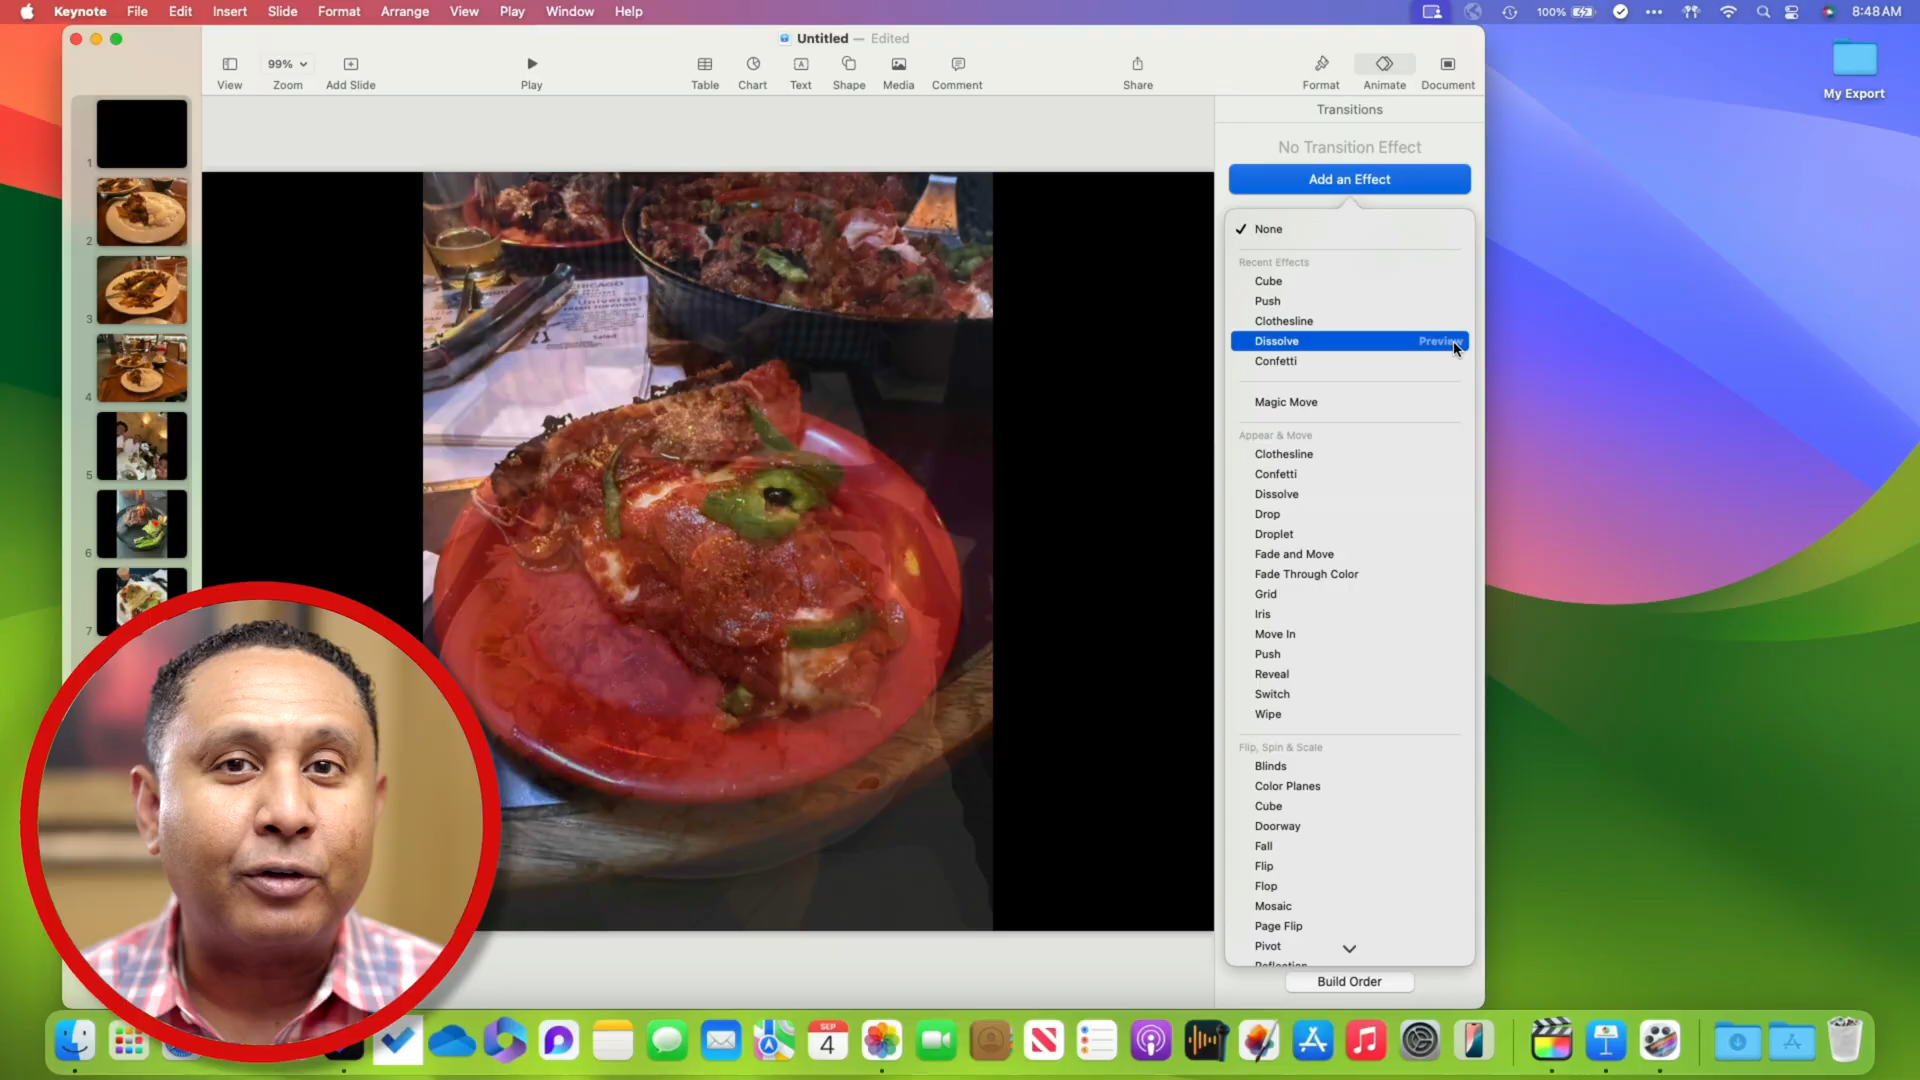 Keynote File Edit Insert Slide Format Arrange View Play Window Help
100% 8:48 AM
Untitled — Edited
99%
View Zoom Add Slide Play Table Chart Text Shape Media Comment Share Format Animate Document
My Export
Transitions
No Transition Effect
Add an Effect
None
Recent Effects
Cube
Push
Clothesline
Dissolve Preview
Confetti
Magic Move
Appear & Move
Clothesline
Confetti
Dissolve
Drop
Droplet
Fade and Move
Fade Through Color
Grid
Iris
Move In
Push
Reveal
Switch
Wipe
Flip, Spin & Scale
Blinds
Color Planes
Cube
Doorway
Fall
Flip
Flop
Mosaic
Page Flip
Pivot
Reflection
Build Order
1
2
3
4
5
6
7
CHICAGO
Salad
SEP
4